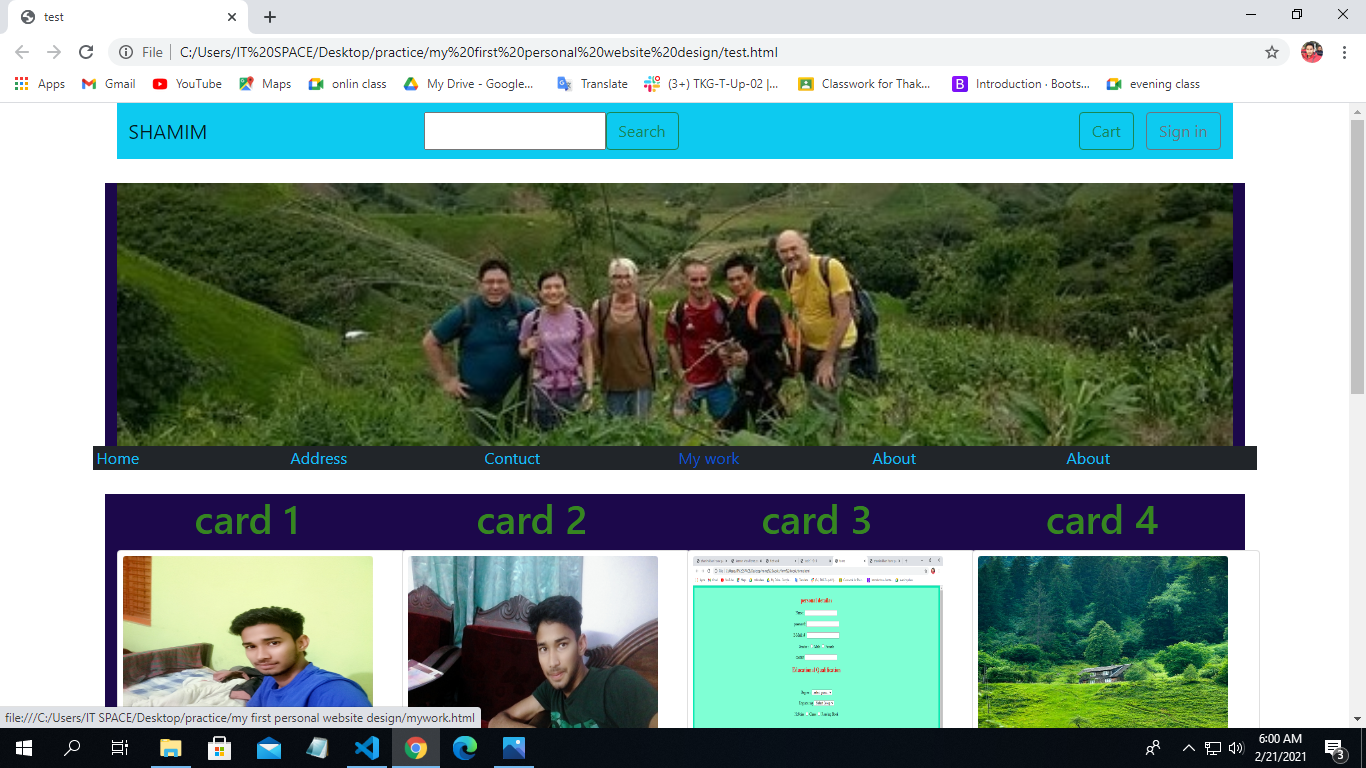 test
File C:/Users/IT%20SPACE/Desktop/practice/my%20first%20personal%20website%20design/test.html
Apps Gmail YouTube Maps onlin class My Drive - Google... Translate (3+) TKG-T-Up-02 |... Classwork for Thak... Introduction · Boots... evening class
SHAMIM Search Cart Sign in
Home Address Contuct My work About About
card 1 card 2 card 3 card 4
personal details
Educational Qualification
file:///C:/Users/IT SPACE/Desktop/practice/my first personal website design/mywork.html
6:00 AM
2/21/2021
3